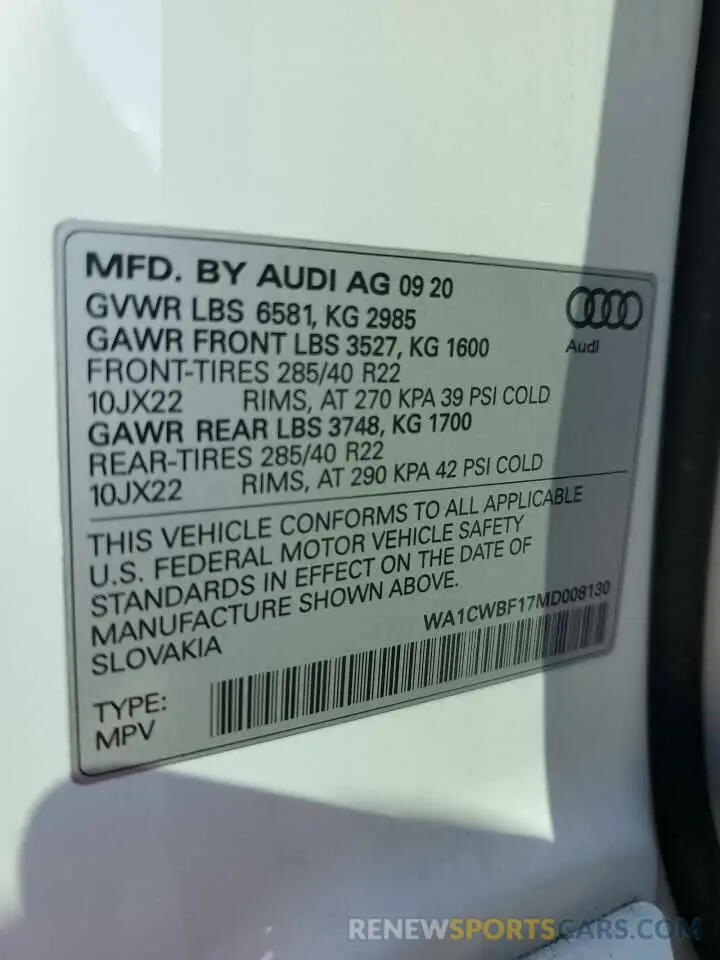 MFD. BY AUDI AG 09 20
GVWR LBS 6581, KG 2985
GAWR FRONT LBS 3527, KG 1600
FRONT-TIRES 285/40 R22
10JX22 RIMS, AT 270 KPA 39 PSI COLD
GAWR REAR LBS 3748, KG 1700
REAR-TIRES 285/40 R22
10JX22 RIMS, AT 290 KPA 42 PSI COLD
Audi
THIS VEHICLE CONFORMS TO ALL APPLICABLE
U.S. FEDERAL MOTOR VEHICLE SAFETY
STANDARDS IN EFFECT ON THE DATE OF
MANUFACTURE SHOWN ABOVE.
SLOVAKIA
WA1CWBF17MD008130
TYPE:
MPV
RENEWSPORTSCARS.COM